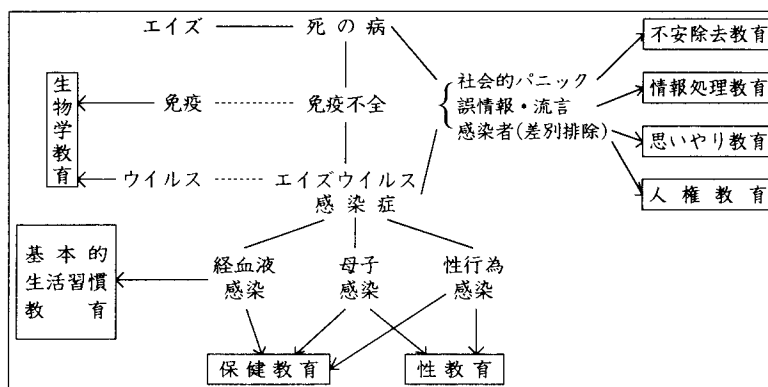 エイズ
死の病
不安除去教育
社会的パニック
誤情報・流言
感染者(差別排除)
情報処理教育
思いやり教育
人権教育
生物学教育
免疫
免疫不全
ウイルス
エイズウイルス
感染症
基本的
生活習慣
教育
経血液
感染
母子
感染
性行為
感染
保健教育
性教育